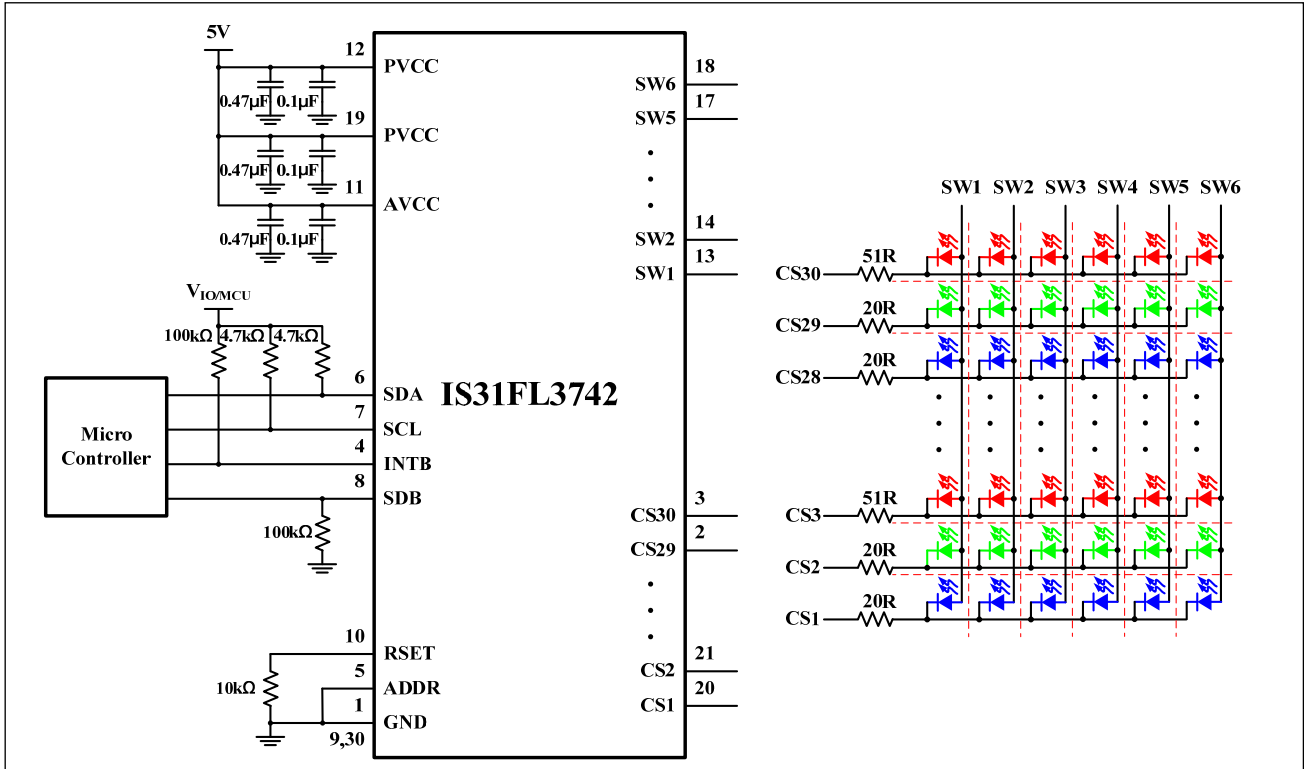 5V
12
PVCC
0.47µF 0.1µF
19
PVCC
0.47µF 0.1µF
11
AVCC
0.47µF 0.1µF
V_IO/MCU
100kΩ 4.7kΩ 4.7kΩ
Micro
Controller
6
SDA
7
SCL
4
INTB
8
SDB
100kΩ
10
RSET
10kΩ
5
ADDR
1
GND
9,30
IS31FL3742
18
SW6
17
SW5
14
SW2
13
SW1
3
CS30
2
CS29
21
CS2
20
CS1
SW1 SW2 SW3 SW4 SW5 SW6
51R
CS30
20R
CS29
20R
CS28
51R
CS3
20R
CS2
20R
CS1